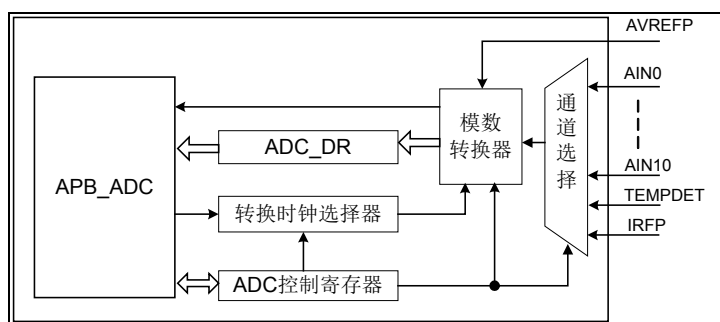 AVREFP
AIN0
通道选择
模数
转换器
ADC_DR
APB_ADC
AIN10
TEMPDET
转换时钟选择器
IRFP
ADC控制寄存器